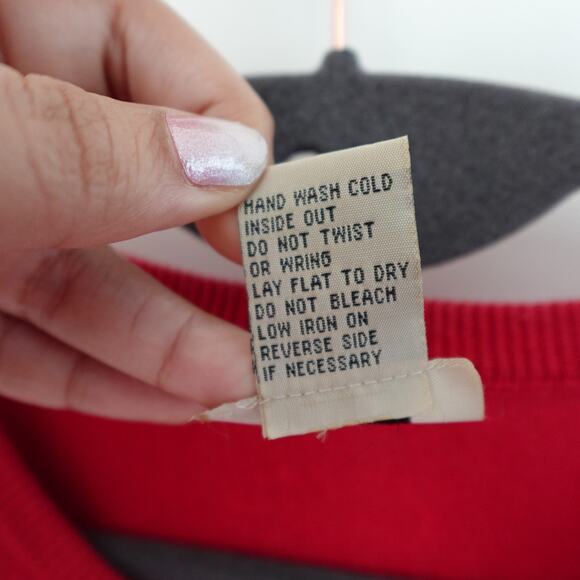 HAND WASH COLD
INSIDE OUT
DO NOT TWIST
OR WRING
LAY FLAT TO DRY
DO NOT BLEACH
LOW IRON ON
REVERSE SIDE
IF NECESSARY